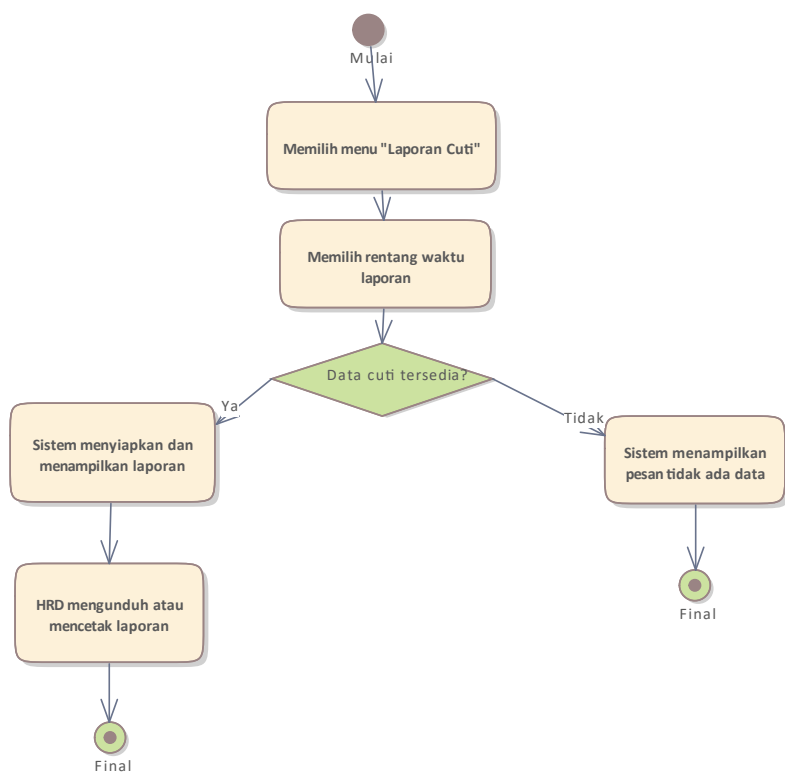 Mulai
Memilih menu "Laporan Cuti"
Memilih rentang waktu
laporan
Data cuti tersedia?
Ya
Tidak
Sistem menyiapkan dan
menampilkan laporan
Sistem menampilkan
pesan tidak ada data
HRD mengunduh atau
mencetak laporan
Final
Final